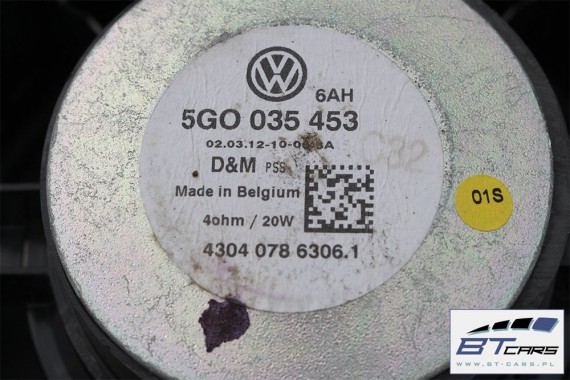 6AH
5G0 035 453
D&M PSS
Made in Belgium
4ohm / 20W
4304 078 6306.1
01S
BTCARS
WWW.BT-CARS.PL